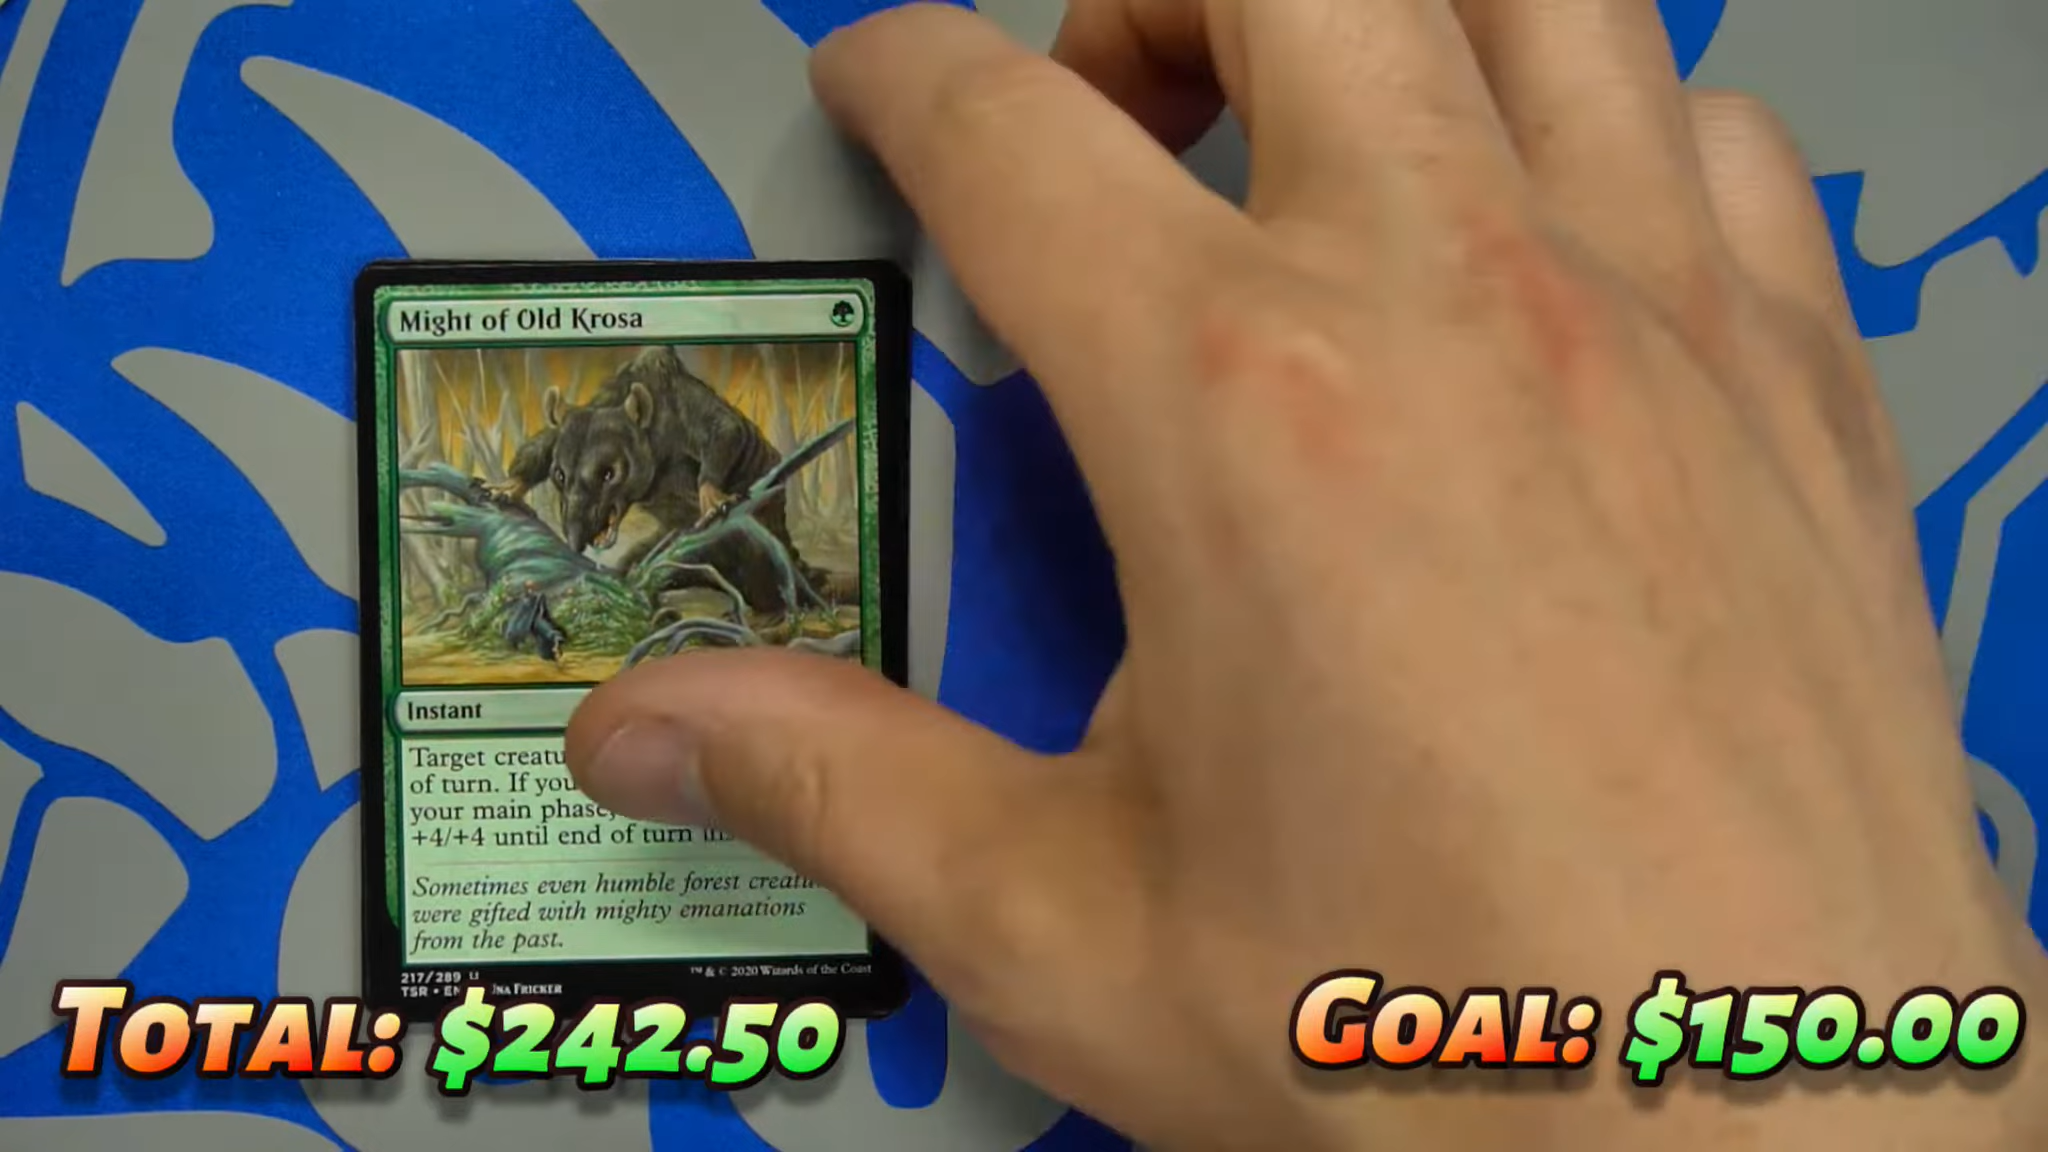 Might of Old Krosa
Instant
Target
of turn. If you
your main phase,
+4/+4 until end of turn
Sometimes even humble forest
were gifted with mighty emanations
from the past.
217/289
™ & © 2020 Wizards of the Coast
TSR • EN
FRICKER
TOTAL: $242.50
GOAL: $150.00